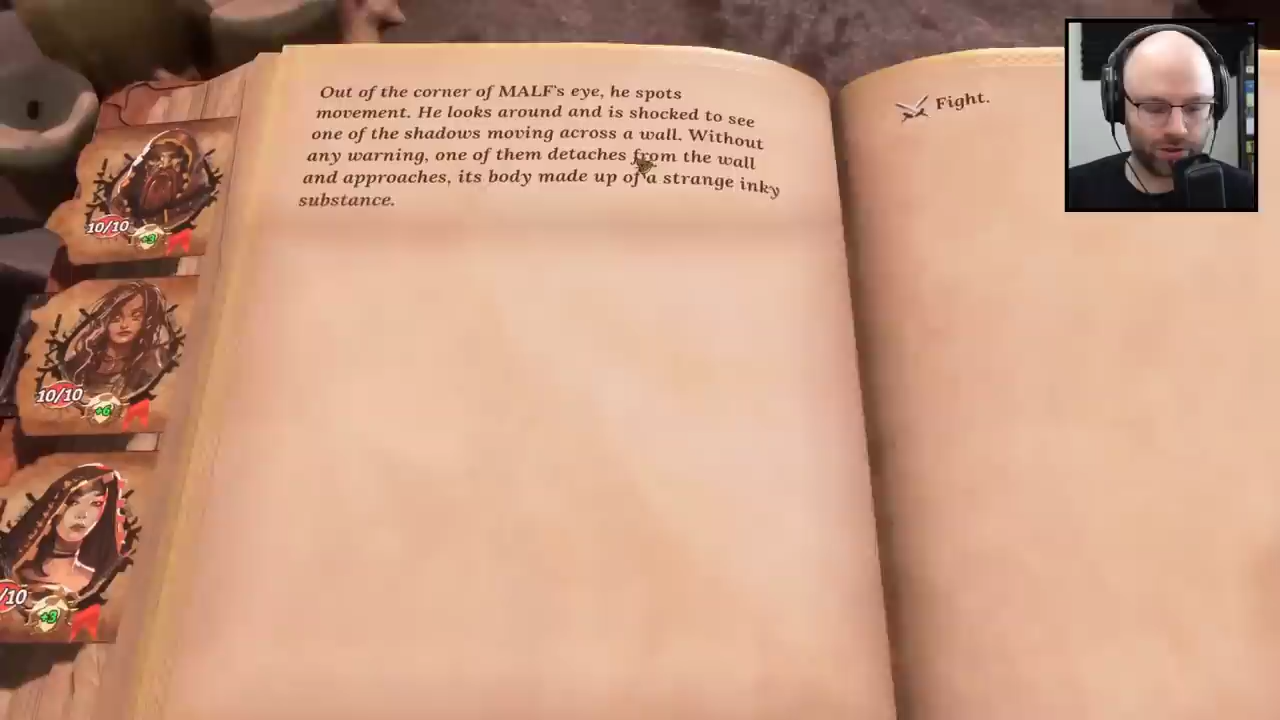 Out of the corner of MALF's eye, he spots
movement. He looks around and is shocked to see
one of the shadows moving across a wall. Without
any warning, one of them detaches from the wall
and approaches, its body made up of a strange inky
substance.
Fight.
10/10
+3
10/10
+6
/10
+3